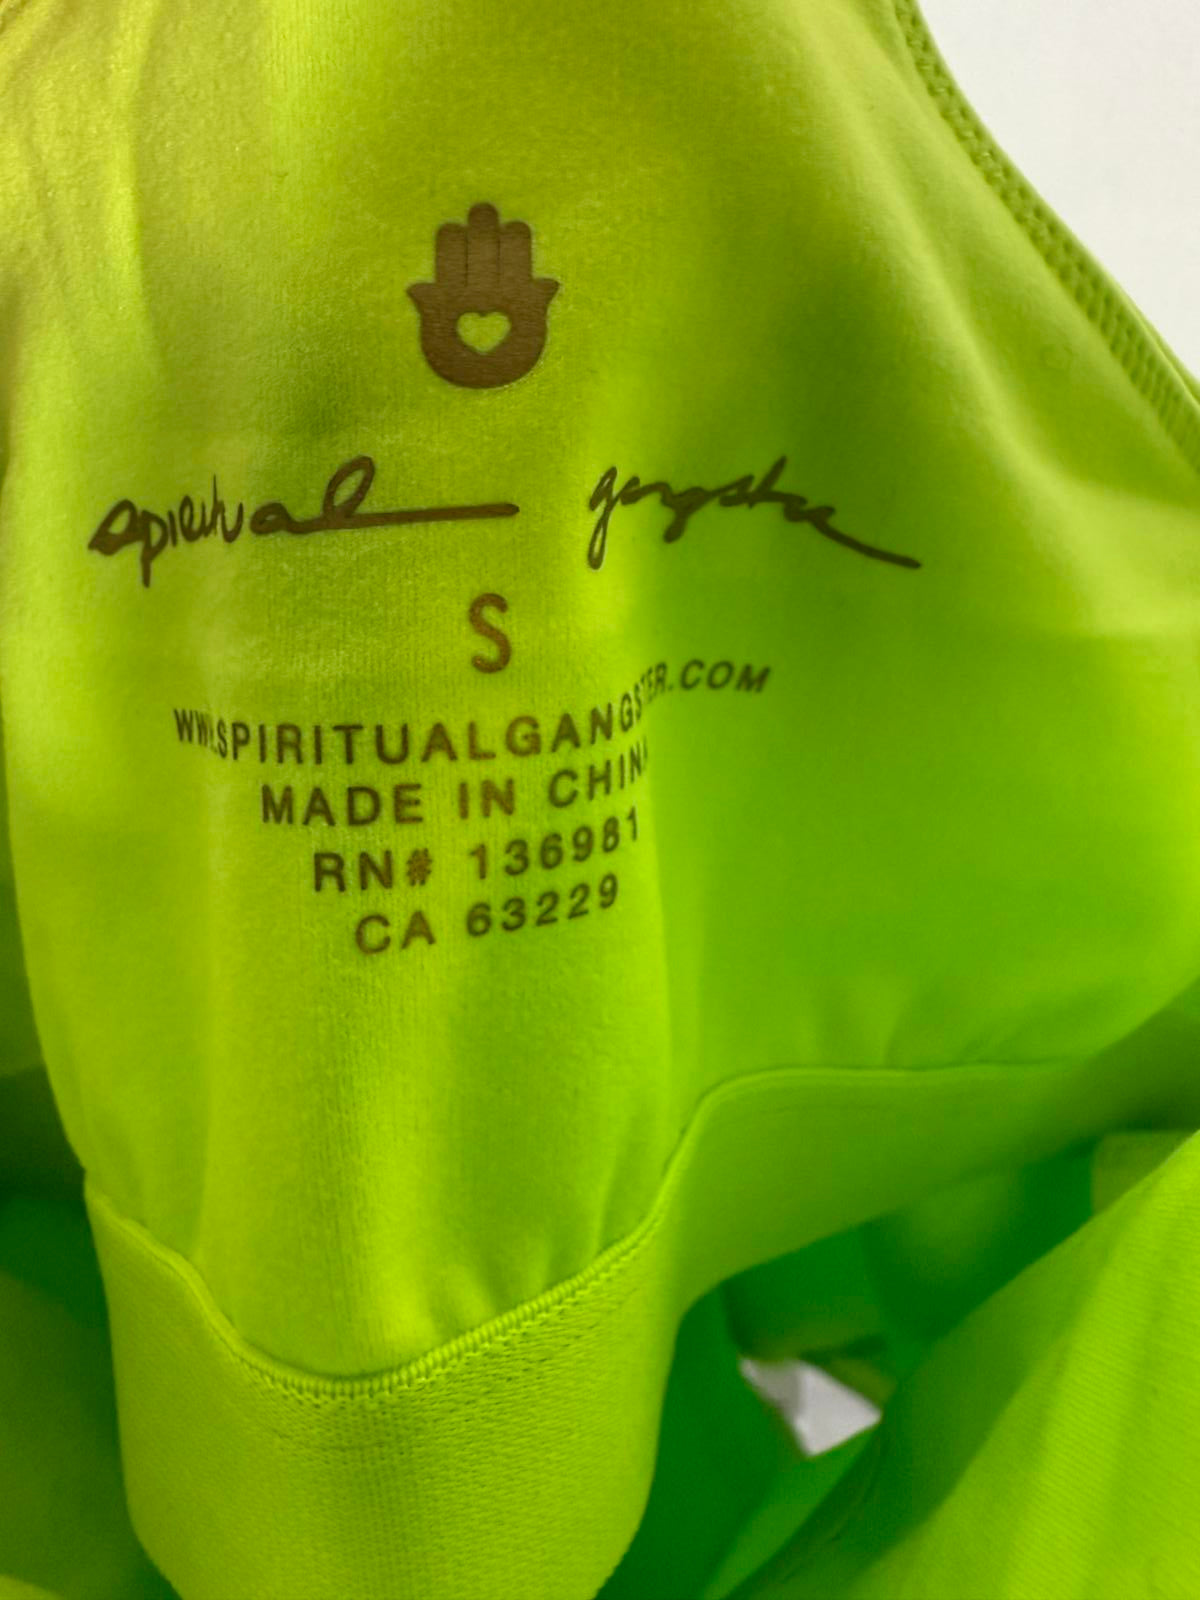 spiritual gangster
S
WWW.SPIRITUALGANGSTER.COM
MADE IN CHINA
RN# 136981
CA 63229